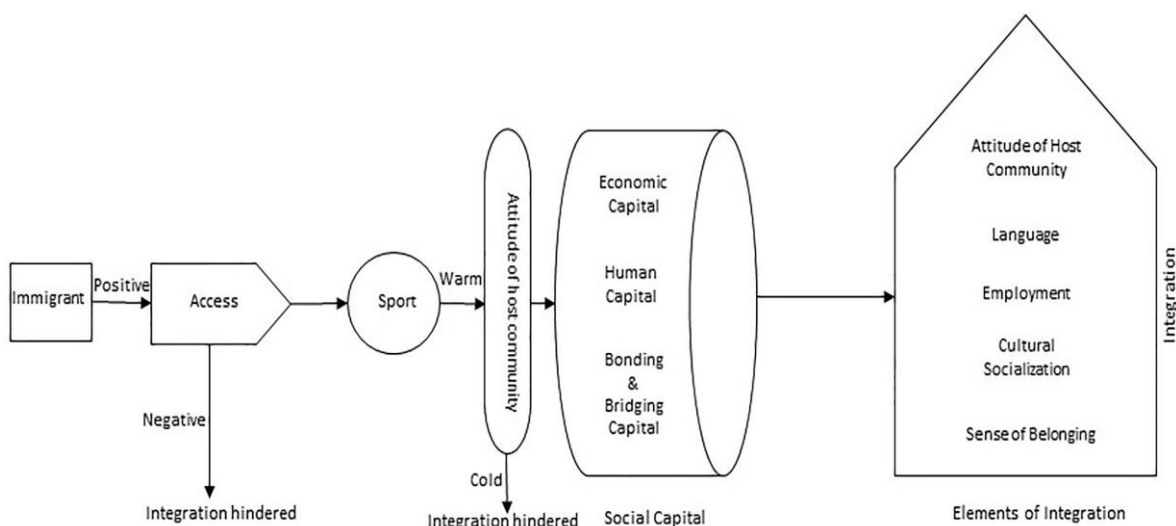 Immigrant
Positive
Access
Negative
Integration hindered
Sport
Warm
Attitude of host community
Cold
Integration hindered
Economic
Capital
Human
Capital
Bonding
&
Bridging
Capital
Social Capital
Attitude of Host
Community
Language
Employment
Cultural
Socialization
Sense of Belonging
Integration
Elements of Integration